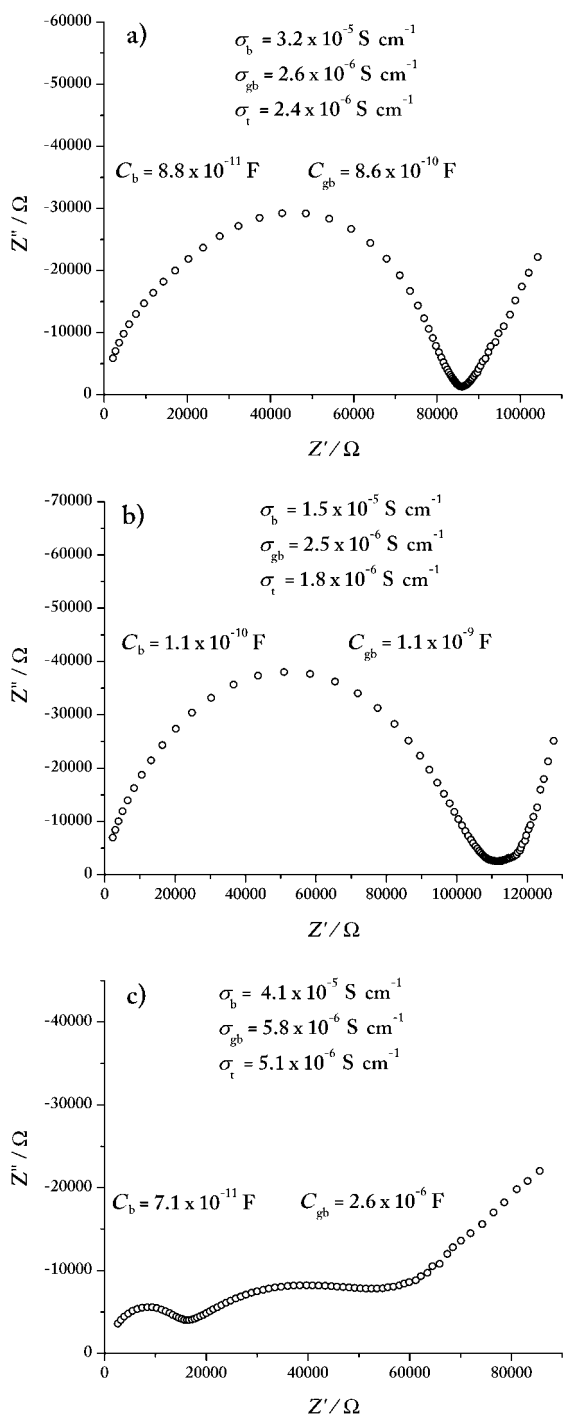 a)
σb = 3.2 x 10⁻⁵ S cm⁻¹
σgb = 2.6 x 10⁻⁶ S cm⁻¹
σt = 2.4 x 10⁻⁶ S cm⁻¹
Cb = 8.8 x 10⁻¹¹ F
Cgb = 8.6 x 10⁻¹⁰ F
Z'' / Ω
-60000
-50000
-40000
-30000
-20000
-10000
0
20000
40000
60000
80000
100000
Z' / Ω
b)
σb = 1.5 x 10⁻⁵ S cm⁻¹
σgb = 2.5 x 10⁻⁶ S cm⁻¹
σt = 1.8 x 10⁻⁶ S cm⁻¹
Cb = 1.1 x 10⁻¹⁰ F
Cgb = 1.1 x 10⁻⁹ F
Z'' / Ω
-70000
-60000
-50000
-40000
-30000
-20000
-10000
0
0
20000
40000
60000
80000
100000
120000
Z' / Ω
c)
σb = 4.1 x 10⁻⁵ S cm⁻¹
σgb = 5.8 x 10⁻⁶ S cm⁻¹
σt = 5.1 x 10⁻⁶ S cm⁻¹
Cb = 7.1 x 10⁻¹¹ F
Cgb = 2.6 x 10⁻⁶ F
Z'' / Ω
-40000
-30000
-20000
-10000
0
0
20000
40000
60000
80000
Z' / Ω